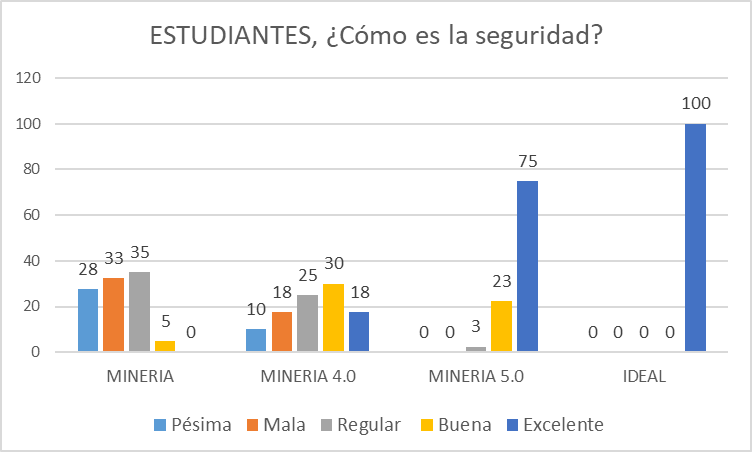 ESTUDIANTES, ¿Cómo es la seguridad?
120
100
80
60
40
20
0
28 33 35 5 0
10 18 25 30 18
0 0 3 23 75
0 0 0 0 100
MINERIA MINERIA 4.0 MINERIA 5.0 IDEAL
Pésima Mala Regular Buena Excelente